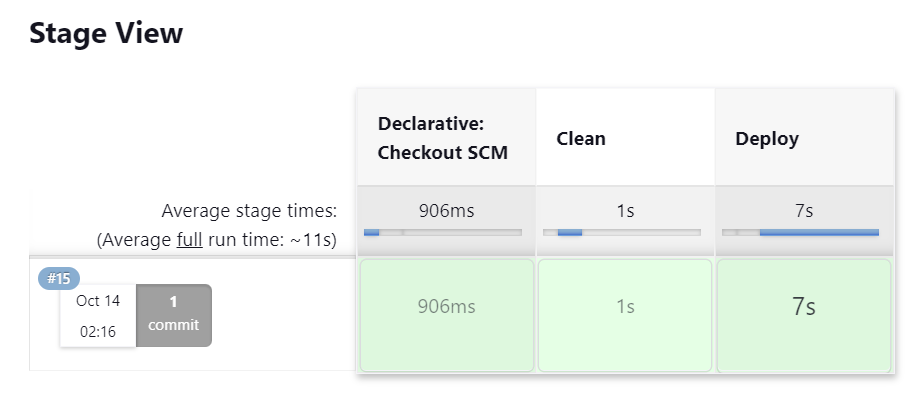 Stage View
Declarative:
Checkout SCM
Clean
Deploy
Average stage times:
(Average full run time: ~11s)
906ms
1s
7s
#15
Oct 14
02:16
1
commit
906ms
1s
7s